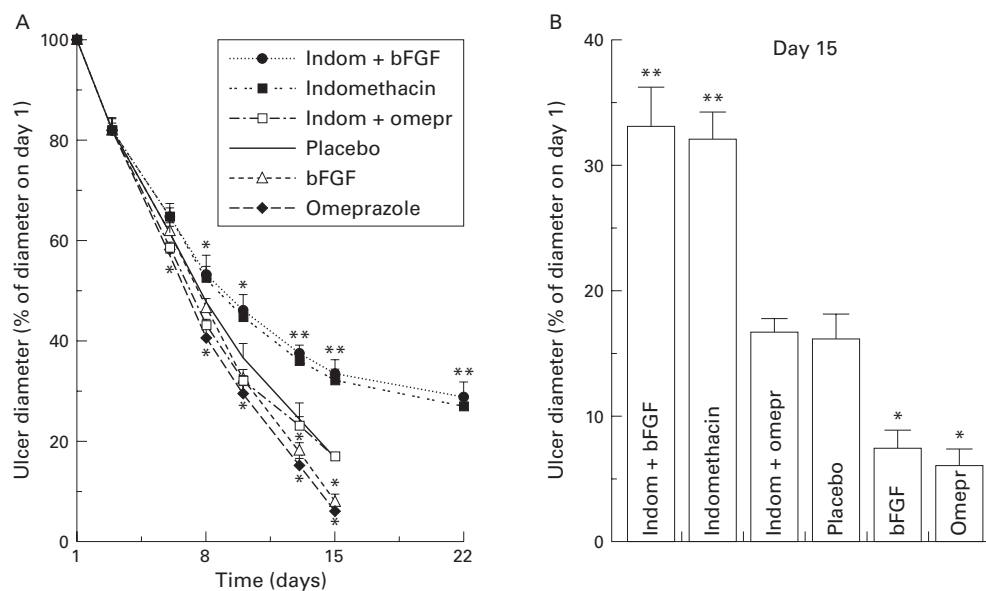 A
Ulcer diameter (% of diameter on day 1)
100
80
60
40
20
0
1
8
15
22
Time (days)
Indom + bFGF
Indomethacin
Indom + omepr
Placebo
bFGF
Omeprazole
*
*
**
**
**
*
*
*
*
*
*
*
B
Day 15
Ulcer diameter (% of diameter on day 1)
40
30
20
10
0
**
**
*
*
Indom + bFGF
Indomethacin
Indom + omepr
Placebo
bFGF
Omepr